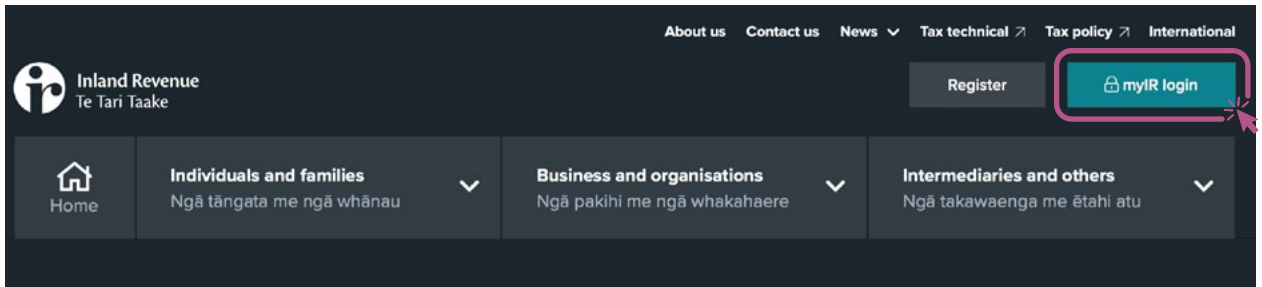 About us Contact us News Tax technical Tax policy International
ir Inland Revenue
Te Tari Taake
Register myIR login
Home
Individuals and families
Ngā tāngata me ngā whānau
Business and organisations
Ngā pakihi me ngā whakahaere
Intermediaries and others
Ngā takawaenga me ētahi atu